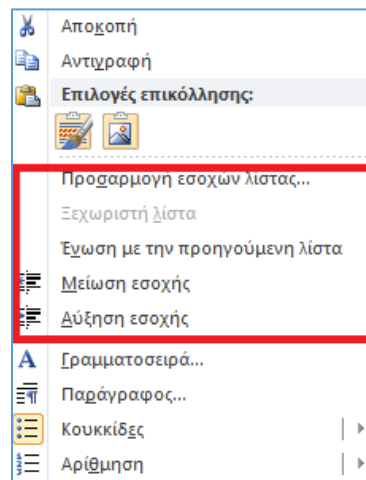 Αποκοπή
Αντιγραφή
Επιλογές επικόλλησης:
Προσαρμογή εσοχών λίστας...
Ξεχωριστή λίστα
Ένωση με την προηγούμενη λίστα
Μείωση εσοχής
Αύξηση εσοχής
Γραμματοσειρά...
Παράγραφος...
Κουκκίδες
Αρίθμηση